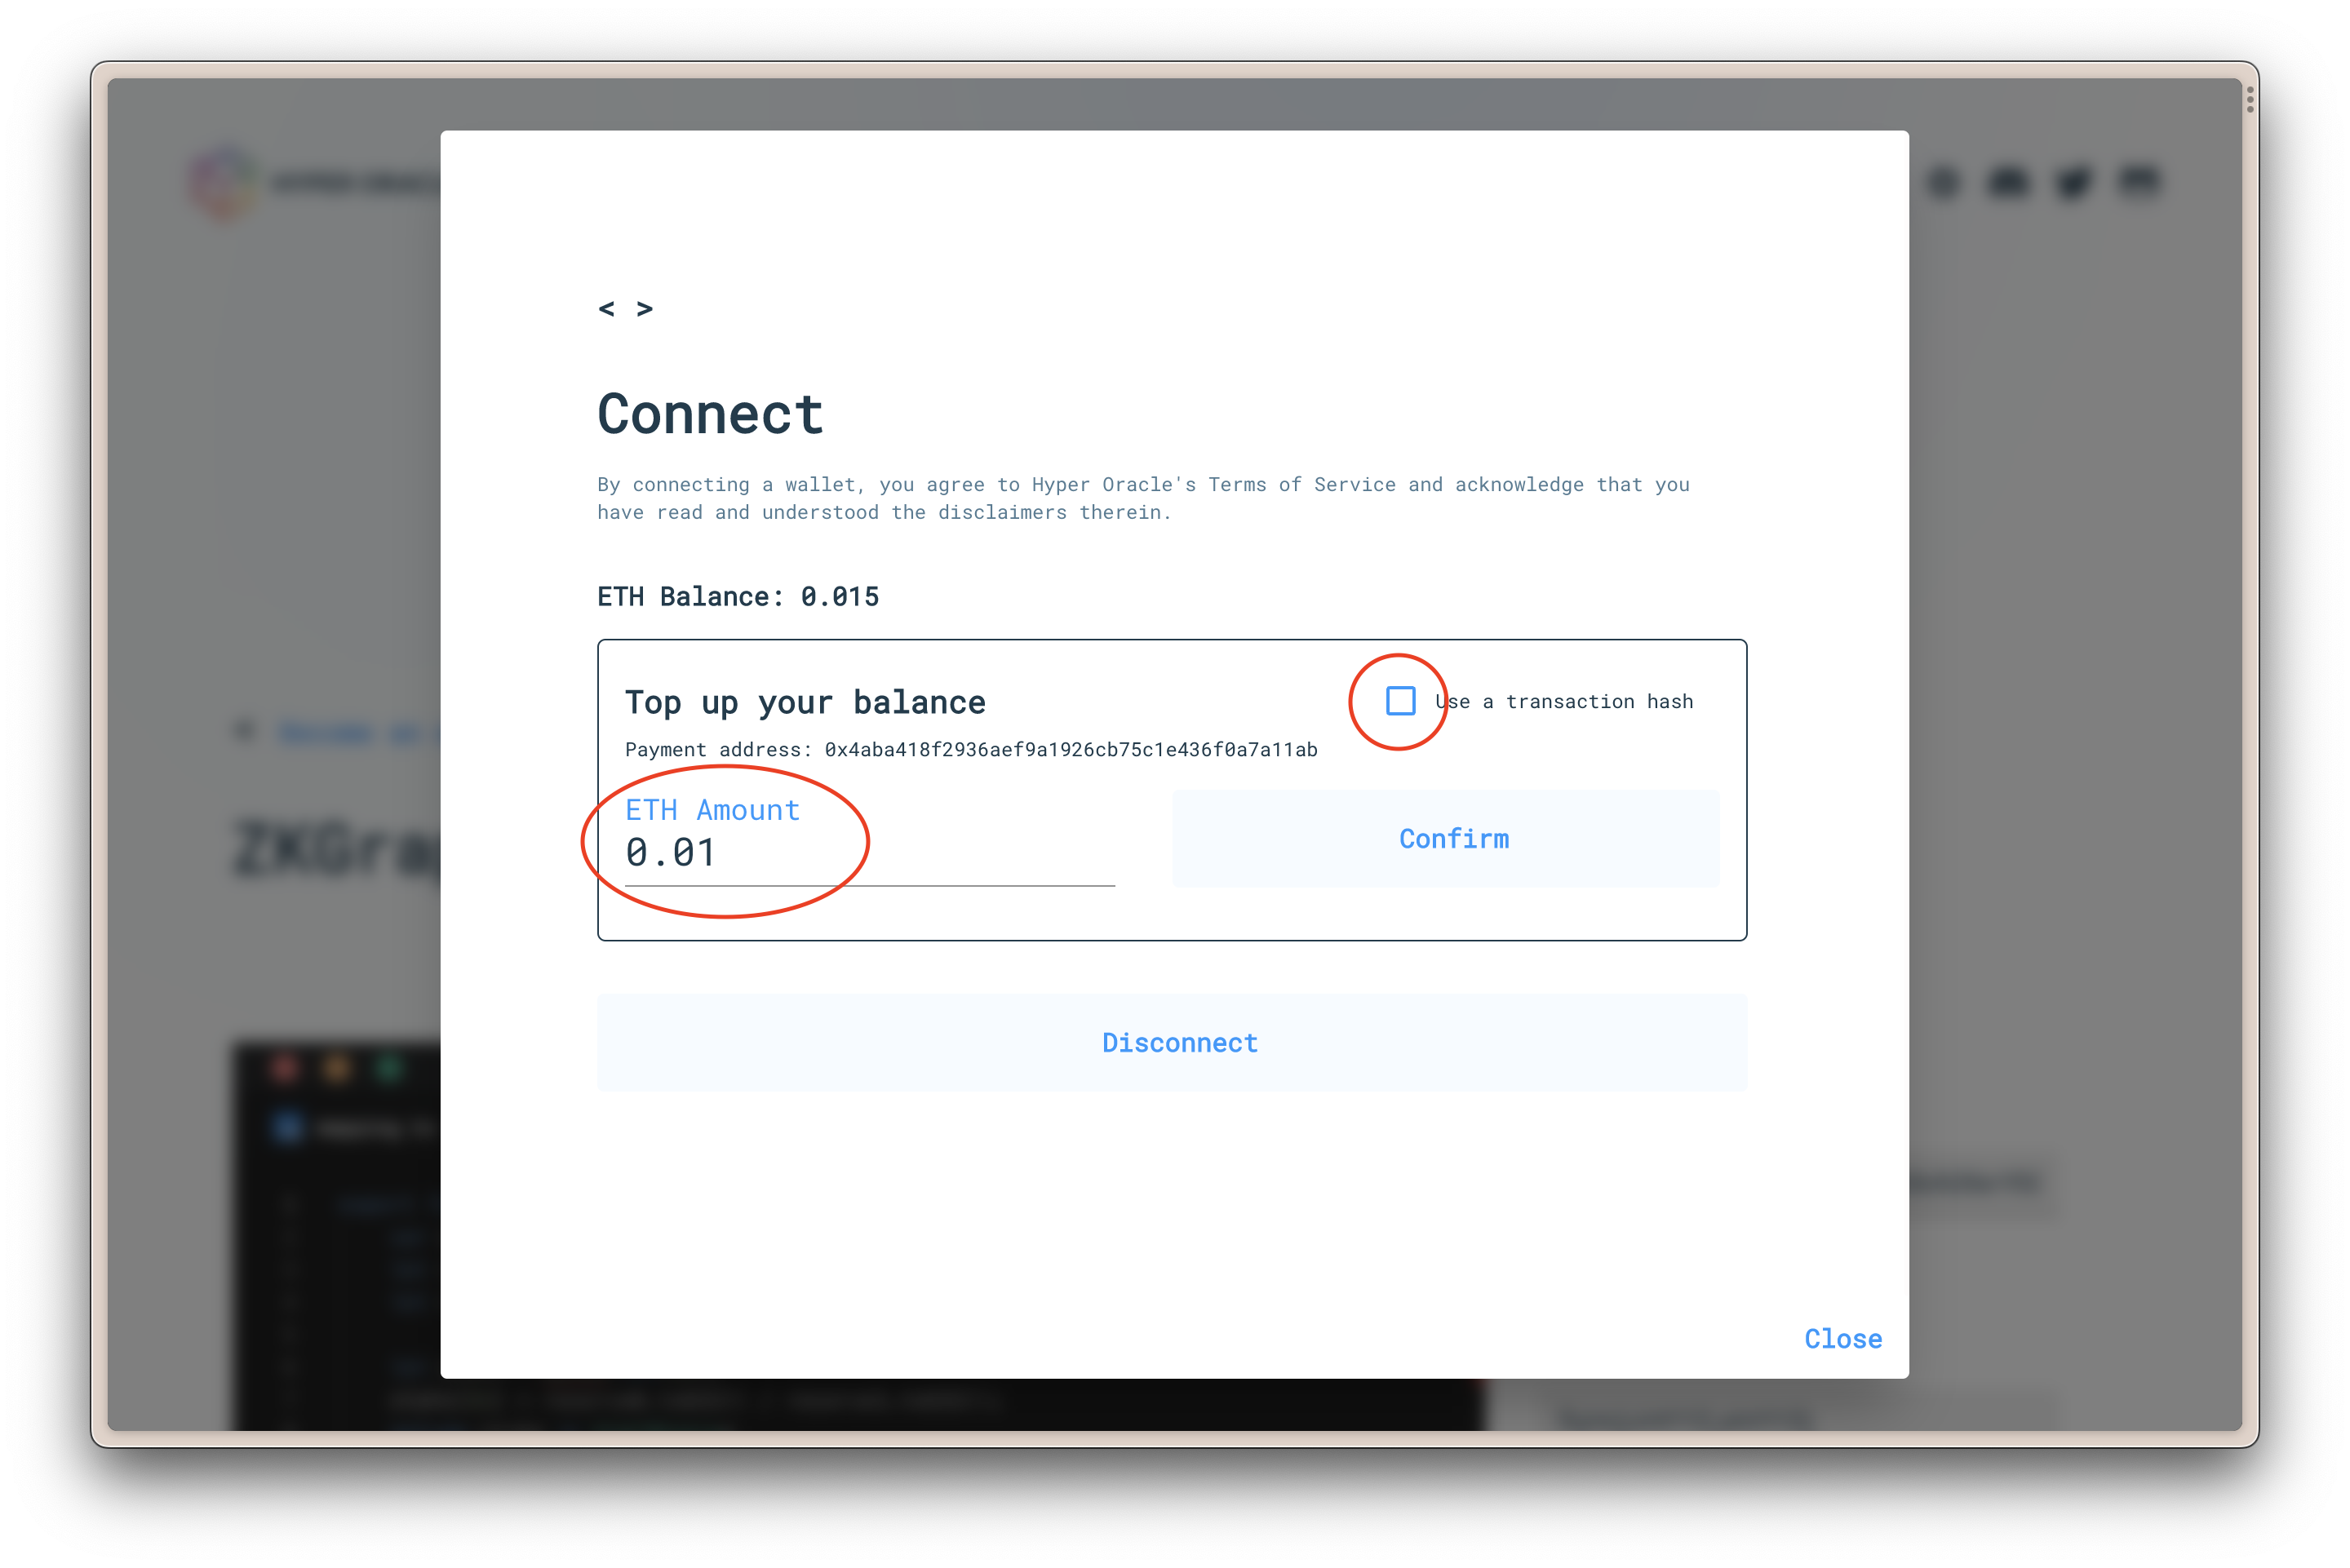 < >
Connect
By connecting a wallet, you agree to Hyper Oracle's Terms of Service and acknowledge that you
have read and understood the disclaimers therein.
ETH Balance: 0.015
Top up your balance
Use a transaction hash
Payment address: 0x4aba418f2936aef9a1926cb75c1e436f0a7a11ab
ETH Amount
0.01
Confirm
Disconnect
Close